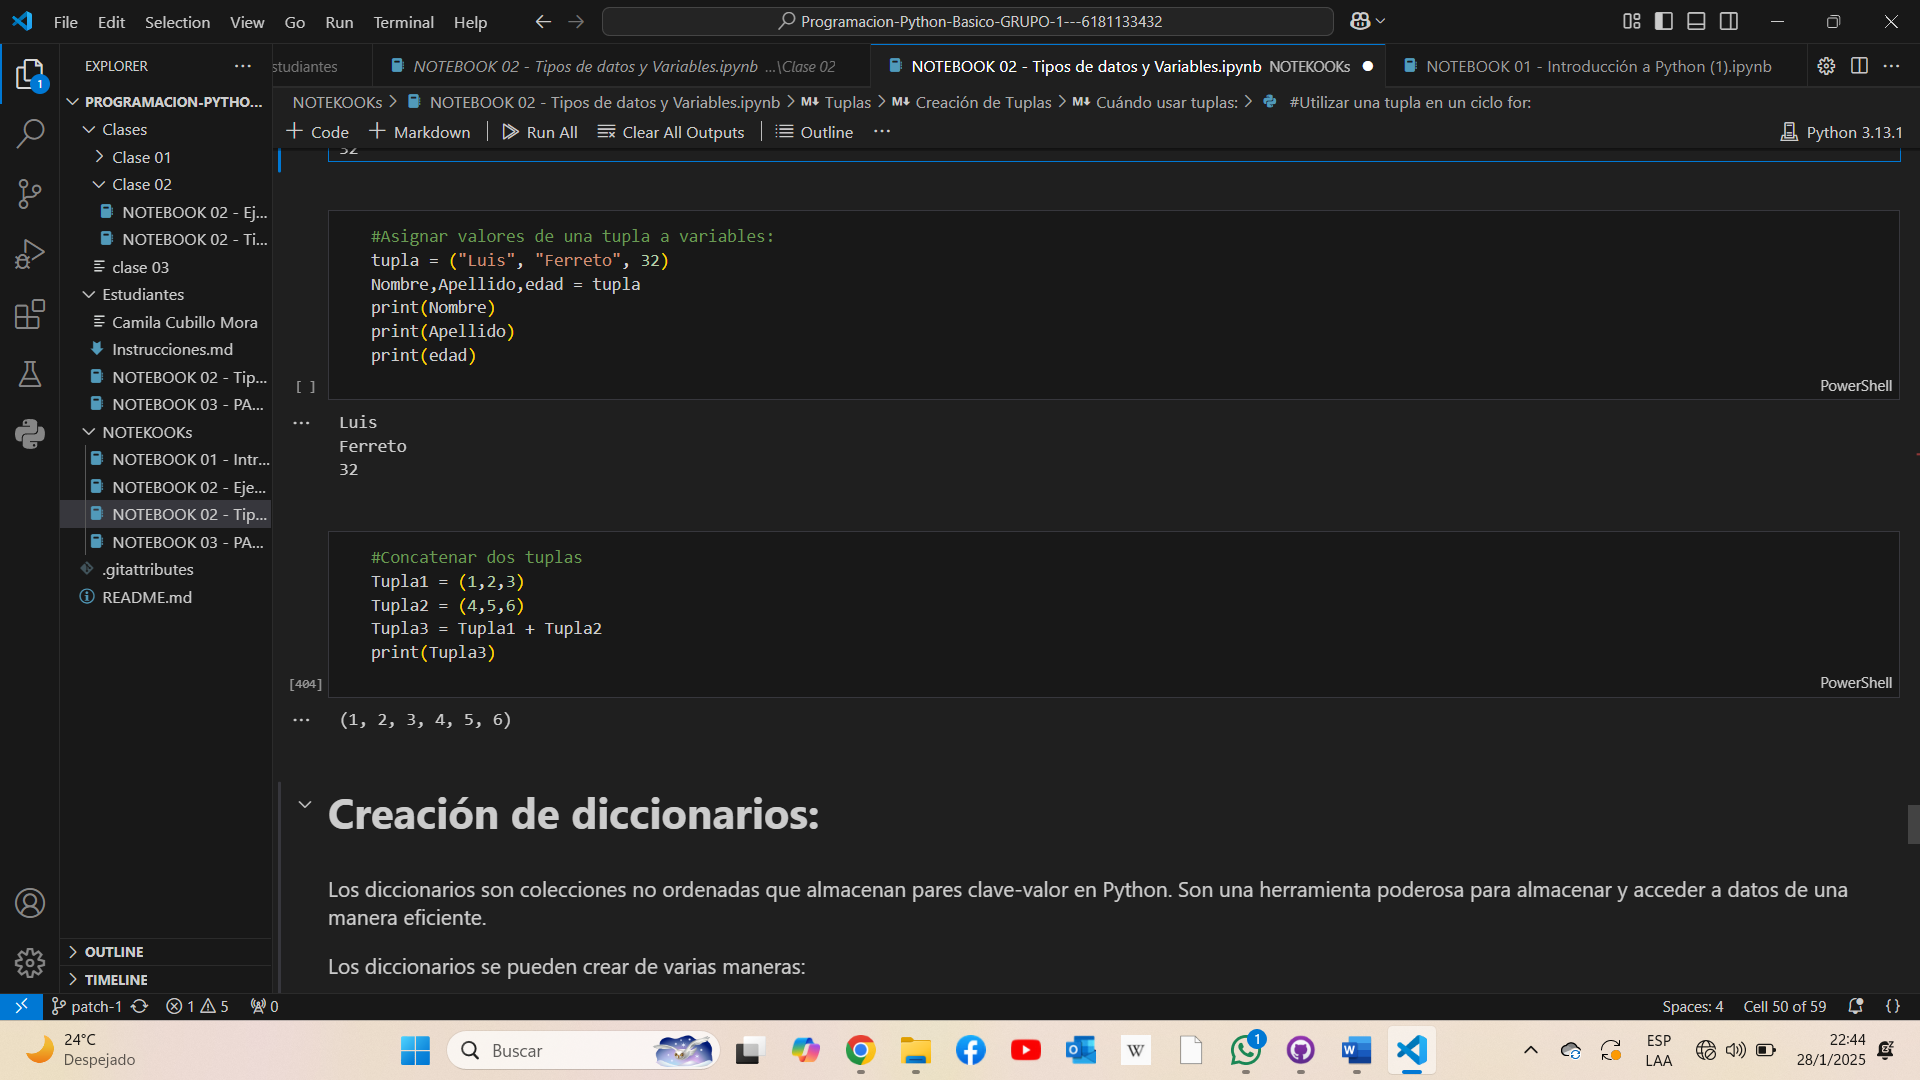 File Edit Selection View Go Run Terminal Help
Programacion-Python-Basico-GRUPO-1---6181133432
EXPLORER
studiantes
NOTEBOOK 02 - Tipos de datos y Variables.ipynb ...\Clase 02
NOTEBOOK 02 - Tipos de datos y Variables.ipynb NOTEKOOKs
NOTEBOOK 01 - Introducción a Python (1).ipynb
NOTEKOOKs > NOTEBOOK 02 - Tipos de datos y Variables.ipynb > M↓ Tuplas > M↓ Creación de Tuplas > M↓ Cuándo usar tuplas: > #Utilizar una tupla en un ciclo for:
+ Code + Markdown Run All Clear All Outputs Outline ...
Python 3.13.1
PROGRAMACION-PYTHO...
Clases
Clase 01
Clase 02
NOTEBOOK 02 - Ej...
NOTEBOOK 02 - Ti...
clase 03
Estudiantes
Camila Cubillo Mora
Instrucciones.md
NOTEBOOK 02 - Tip...
NOTEBOOK 03 - PA...
NOTEKOOKs
NOTEBOOK 01 - Intr...
NOTEBOOK 02 - Eje...
NOTEBOOK 02 - Tip...
NOTEBOOK 03 - PA...
.gitattributes
README.md
OUTLINE
TIMELINE
32
#Asignar valores de una tupla a variables:
tupla = ("Luis", "Ferreto", 32)
Nombre,Apellido,edad = tupla
print(Nombre)
print(Apellido)
print(edad)
[ ]
PowerShell
Luis
Ferreto
32
#Concatenar dos tuplas
Tupla1 = (1,2,3)
Tupla2 = (4,5,6)
Tupla3 = Tupla1 + Tupla2
print(Tupla3)
[404]
PowerShell
(1, 2, 3, 4, 5, 6)
Creación de diccionarios:
Los diccionarios son colecciones no ordenadas que almacenan pares clave-valor en Python. Son una herramienta poderosa para almacenar y acceder a datos de una
manera eficiente.
Los diccionarios se pueden crear de varias maneras:
patch-1 1 5 0
Spaces: 4 Cell 50 of 59
24°C
Despejado
Buscar
W
1
ESP
LAA
22:44
28/1/2025